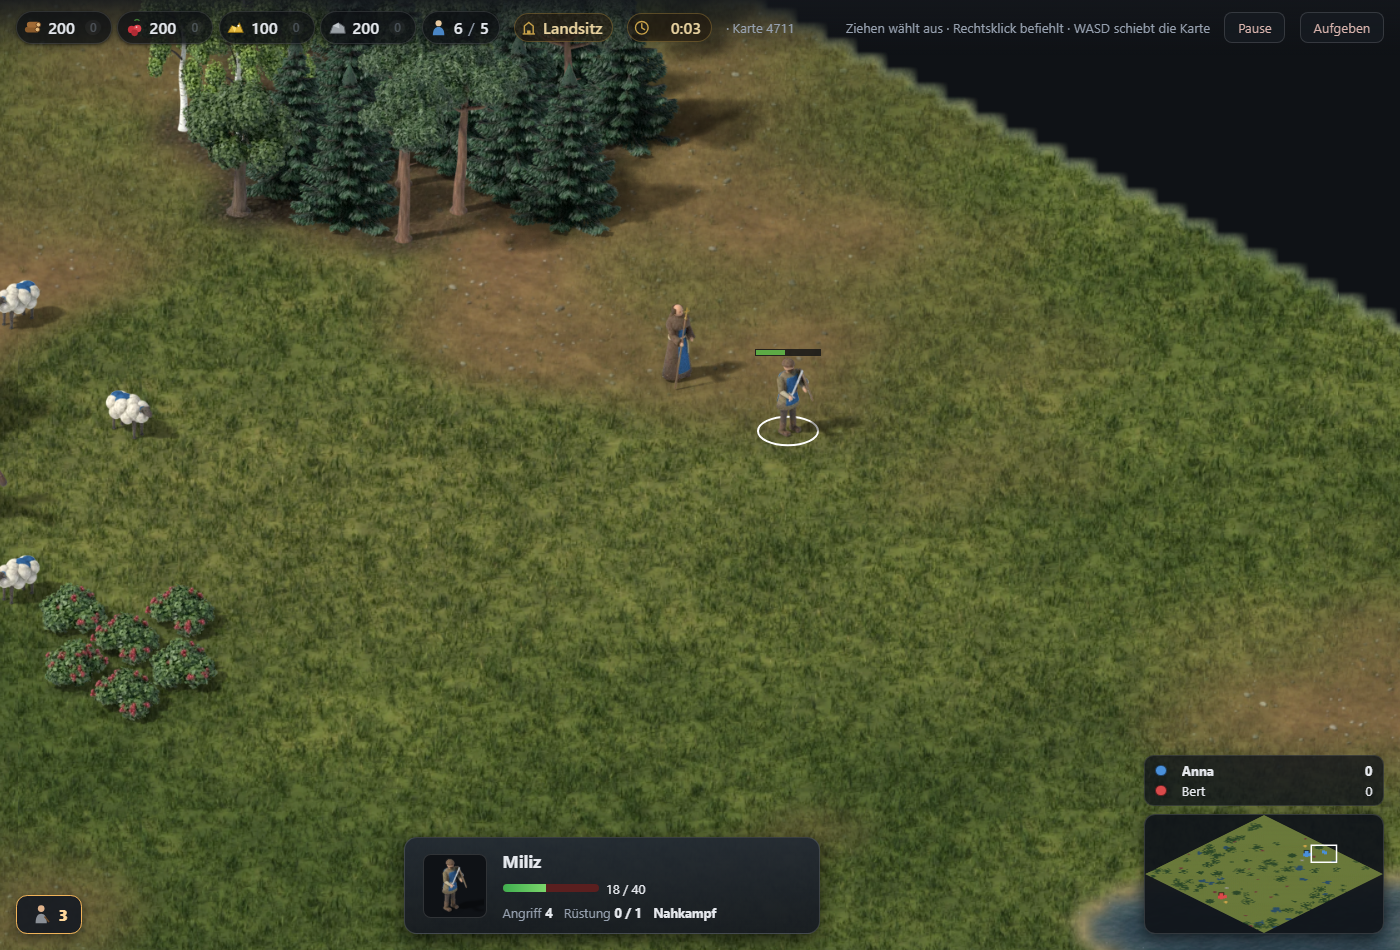 200 0 200 0 100 0 200 0 6 / 5 Landsitz 0:03 · Karte 4711 Ziehen wählt aus · Rechtsklick befiehlt · WASD schiebt die Karte Pause Aufgeben
Anna 0
Bert 0
Miliz
18 / 40
Angriff 4 Rüstung 0 / 1 Nahkampf
3